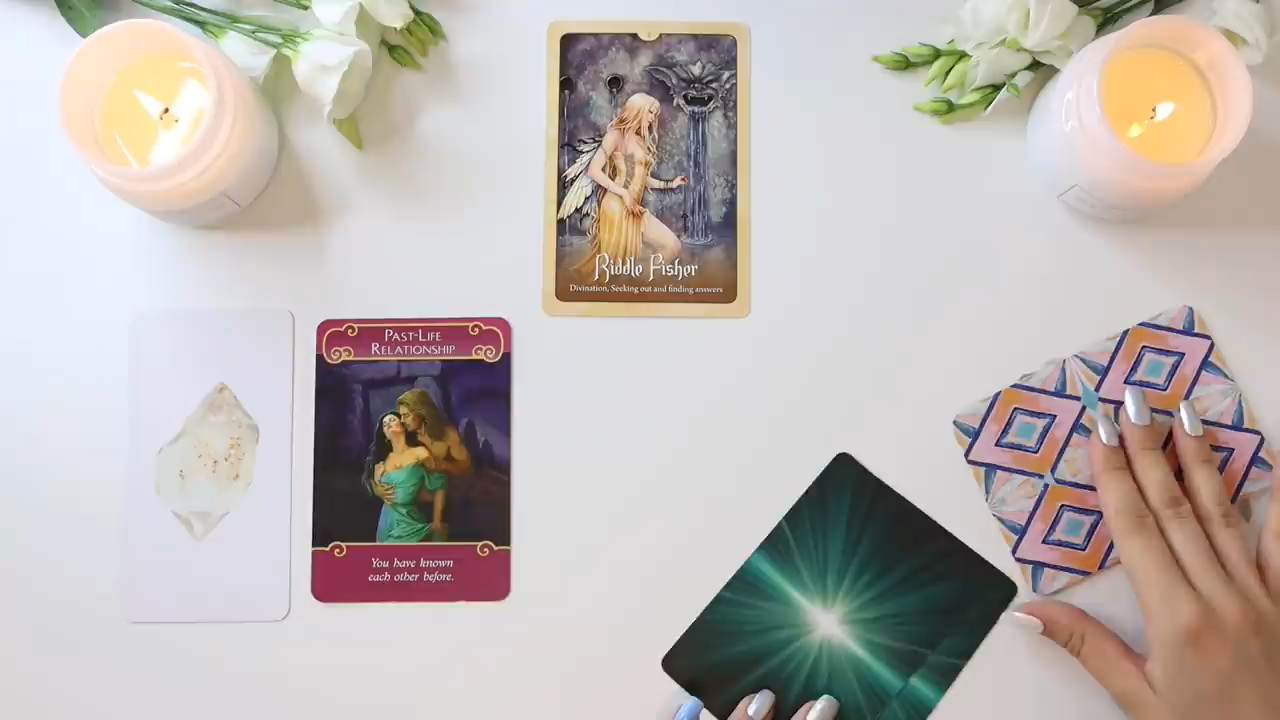 Riddle Fisher
Divination, Seeking out and finding answers
PAST-LIFE
RELATIONSHIP
You have known
each other before.